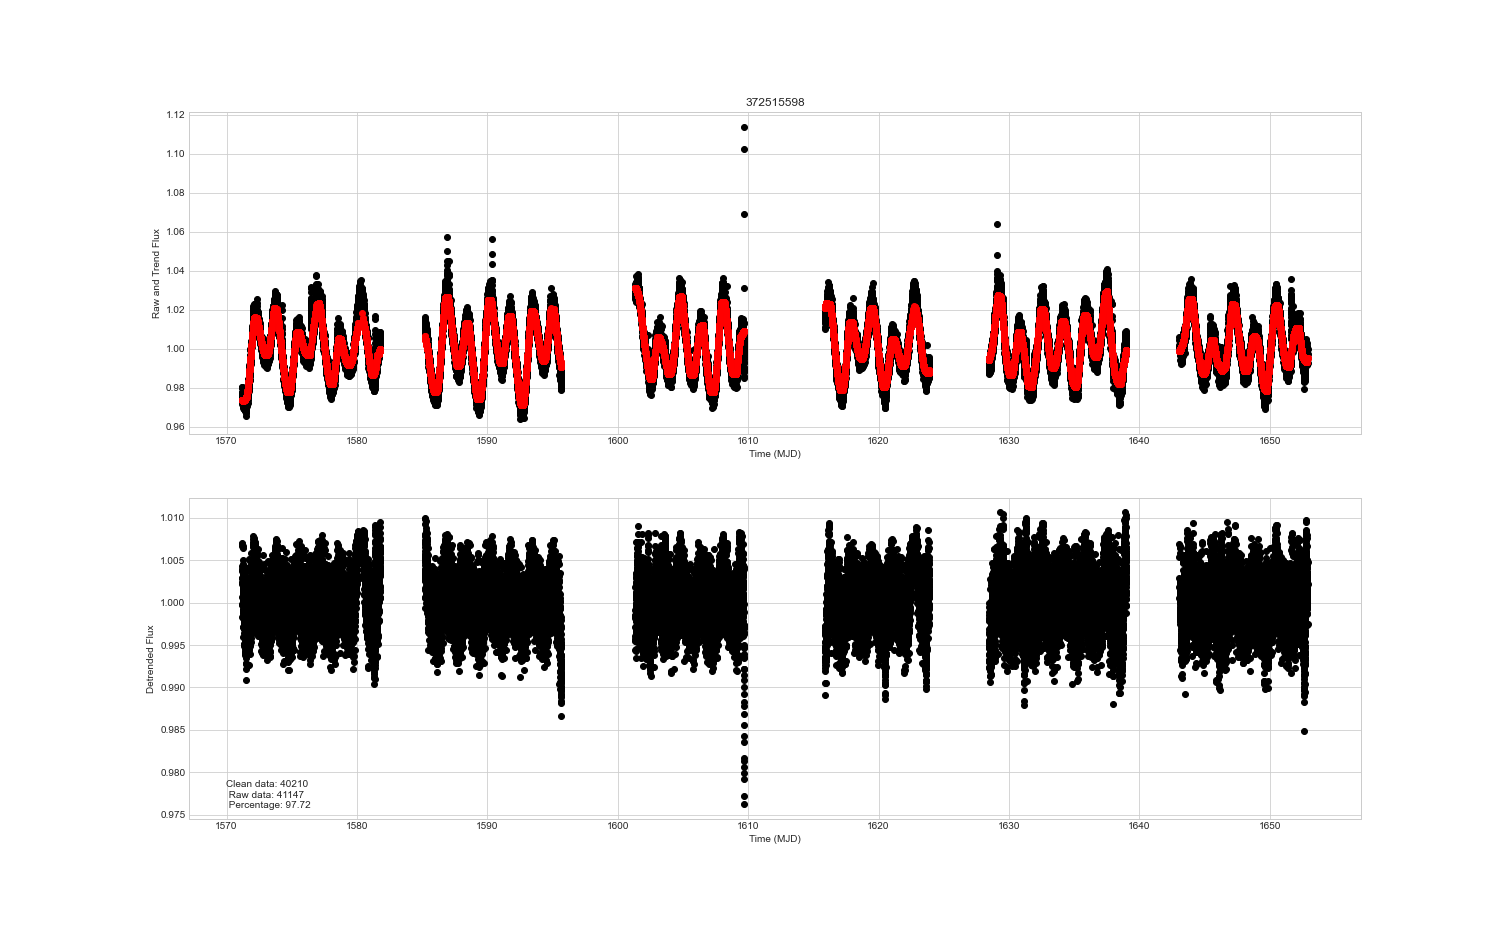 372515598
1.12
1.10
1.08
1.06
1.04
1.02
1.00
0.98
0.96
Raw and Trend Flux
1570 1580 1590 1600 1610 1620 1630 1640 1650
Time (MJD)
1.010
1.005
1.000
0.995
0.990
0.985
0.980
0.975
Detrended Flux
Clean data: 40210
Raw data: 41147
Percentage: 97.72
1570 1580 1590 1600 1610 1620 1630 1640 1650
Time (MJD)